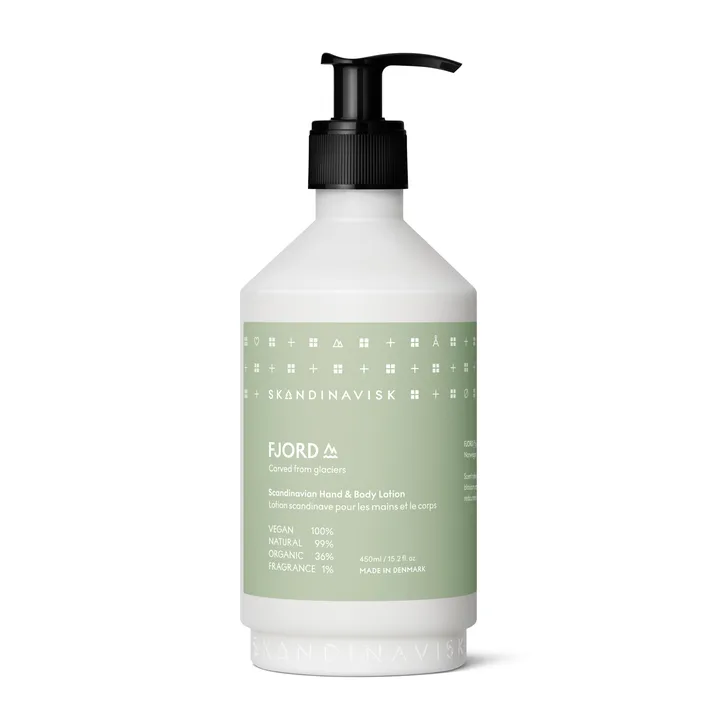 SKANDINAVISK
FJORD
Carved from glaciers
Scandinavian Hand & Body Lotion
Lotion scandinave pour les mains et le corps
VEGAN 100%
NATURAL 99%
ORGANIC 36%
FRAGRANCE 1%
450ml / 15.2 fl.oz
MADE IN DENMARK
FJORD
SKANDINAVISK